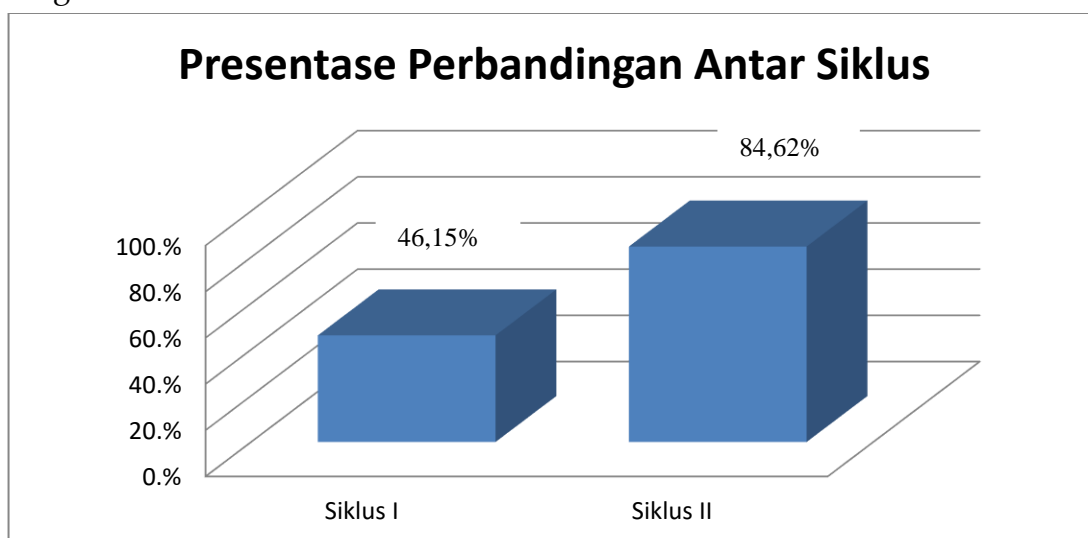 Presentase Perbandingan Antar Siklus
84,62%
46,15%
100.%
80.%
60.%
40.%
20.%
0.%
Siklus I
Siklus II